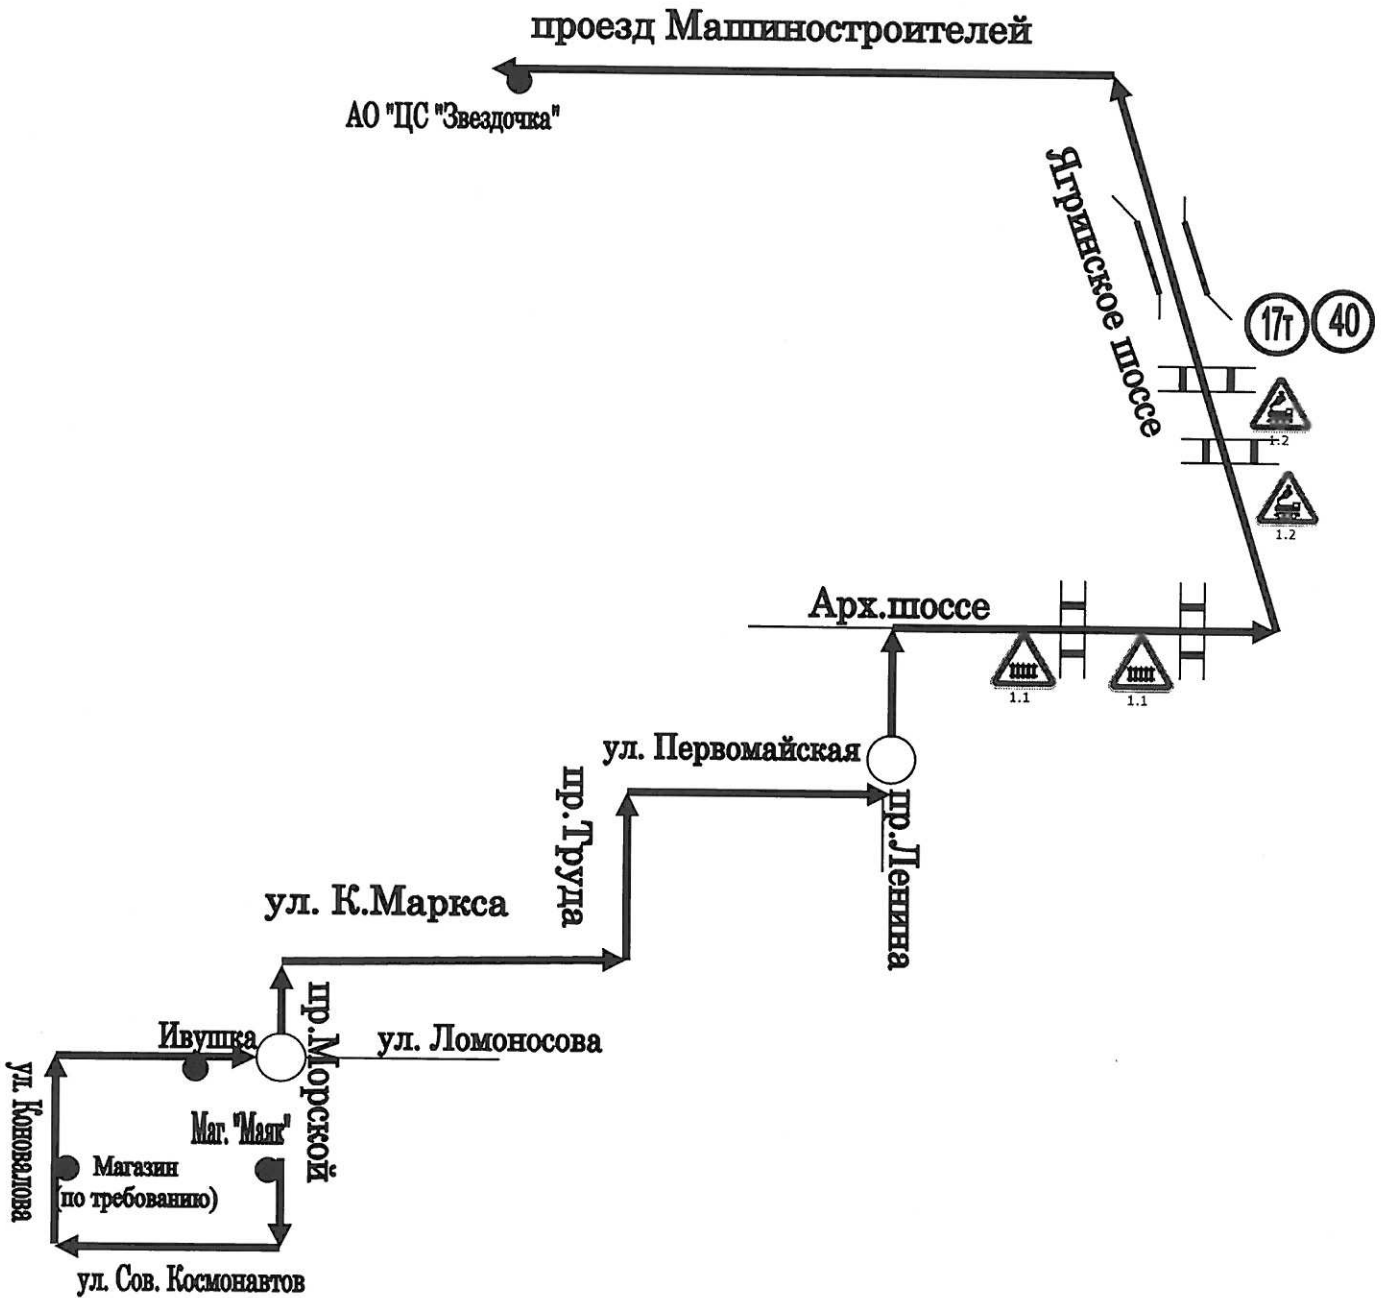 проезд Машиностроителей
АО "ЦС "Звездочка"
Ягринское шоссе
17т
40
1.2
1.2
Арх.шоссе
1.1
1.1
ул. Первомайская
пр.Труда
пр.Ленина
ул. К.Маркса
пр.Морской
Ивушка
ул. Ломоносова
ул. Коновалова
Маг. "Маяк"
Магазин
(по требованию)
ул. Сов. Космонавтов